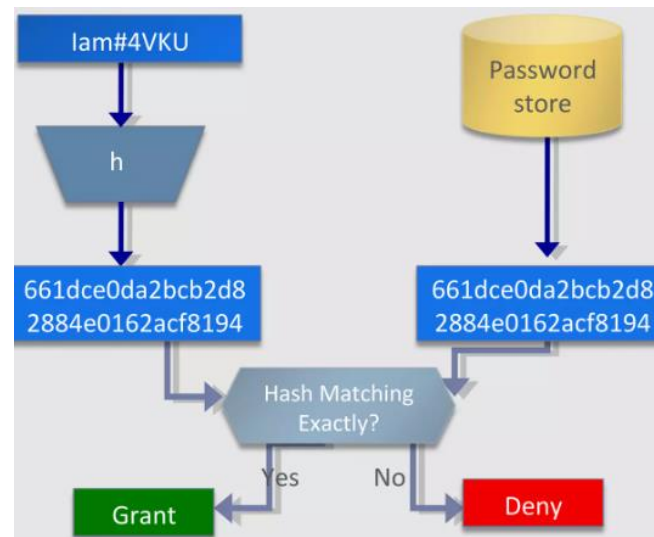 Iam#4VKU
Password
store
h
661dce0da2bcb2d8
2884e0162acf8194
661dce0da2bcb2d8
2884e0162acf8194
Hash Matching
Exactly?
Yes
No
Grant
Deny